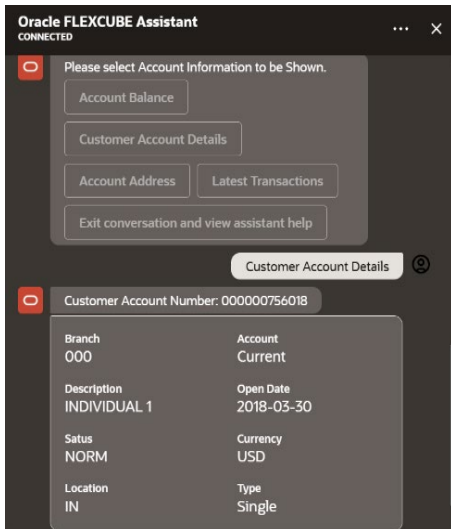 Oracle FLEXCUBE Assistant
CONNECTED
Please select Account Information to be Shown.
Account Balance
Customer Account Details
Account Address Latest Transactions
Exit conversation and view assistant help
Customer Account Details
Customer Account Number: 000000756018
Branch Account
000 Current
Description Open Date
INDIVIDUAL 1 2018-03-30
Satus Currency
NORM USD
Location Type
IN Single